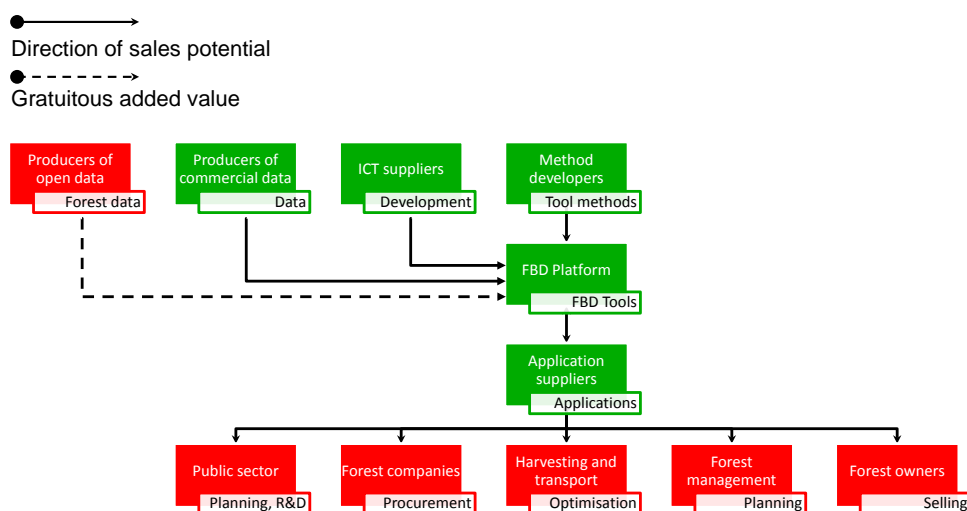 Direction of sales potential
Gratuitous added value
Producers of
open data
Forest data
Producers of
commercial data
Data
ICT suppliers
Development
Method
developers
Tool methods
FBD Platform
FBD Tools
Application
suppliers
Applications
Public sector
Planning, R&D
Forest companies
Procurement
Harvesting and
transport
Optimisation
Forest
management
Planning
Forest owners
Selling